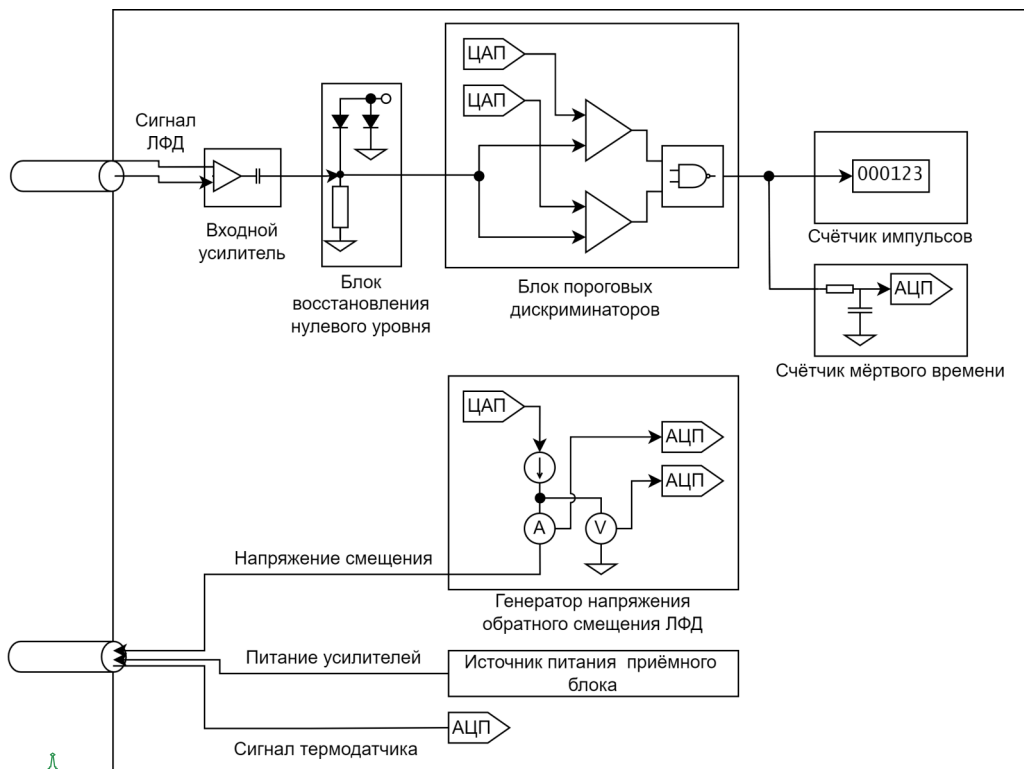 ЦАП
ЦАП
Сигнал
ЛФД
000123
Входной
усилитель
Счётчик импульсов
Блок
восстановления
нулевого уровня
Блок пороговых
дискриминаторов
АЦП
Счётчик мёртвого времени
ЦАП
АЦП
АЦП
A
V
Напряжение смещения
Генератор напряжения
обратного смещения ЛФД
Питание усилителей
Источник питания приёмного
блока
АЦП
Сигнал термодатчика